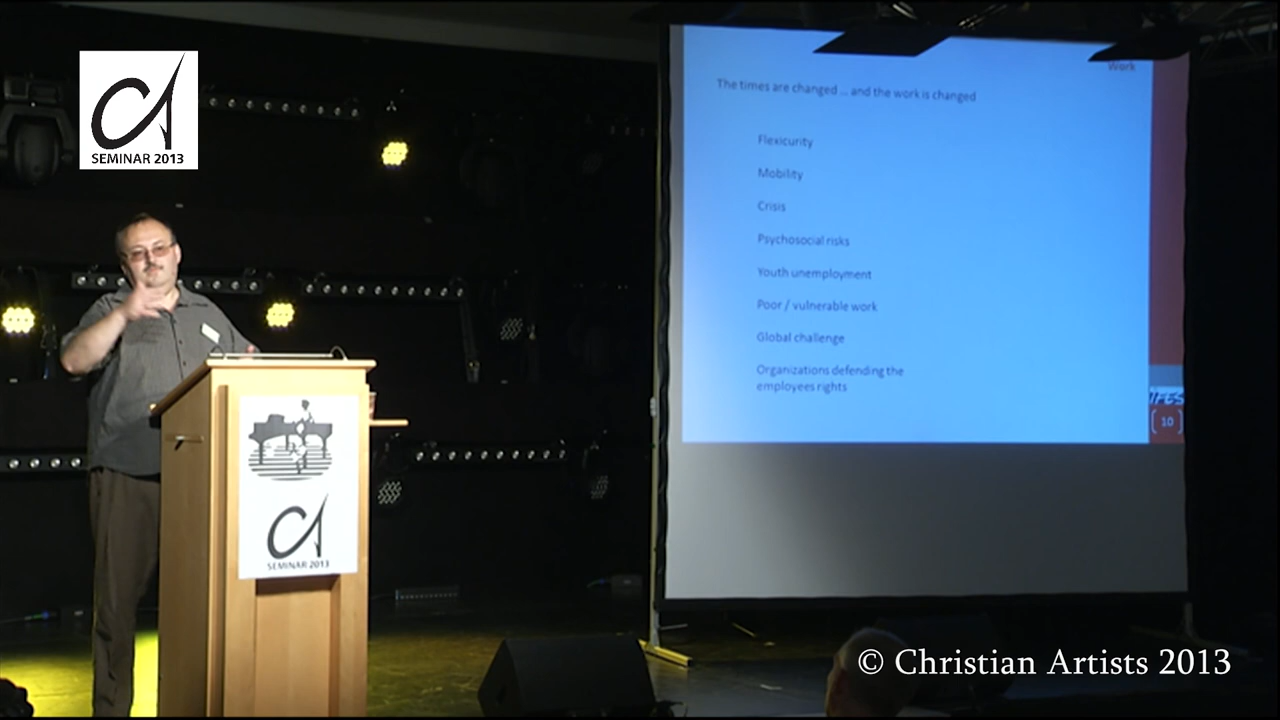 CA
SEMINAR 2013
Work
The times are changed ... and the work is changed
Flexicurity
Mobility
Crisis
Psychosocial risks
Youth unemployment
Poor / vulnerable work
Global challenge
Organizations defending the
employees rights
10
CA
SEMINAR 2013
© Christian Artists 2013